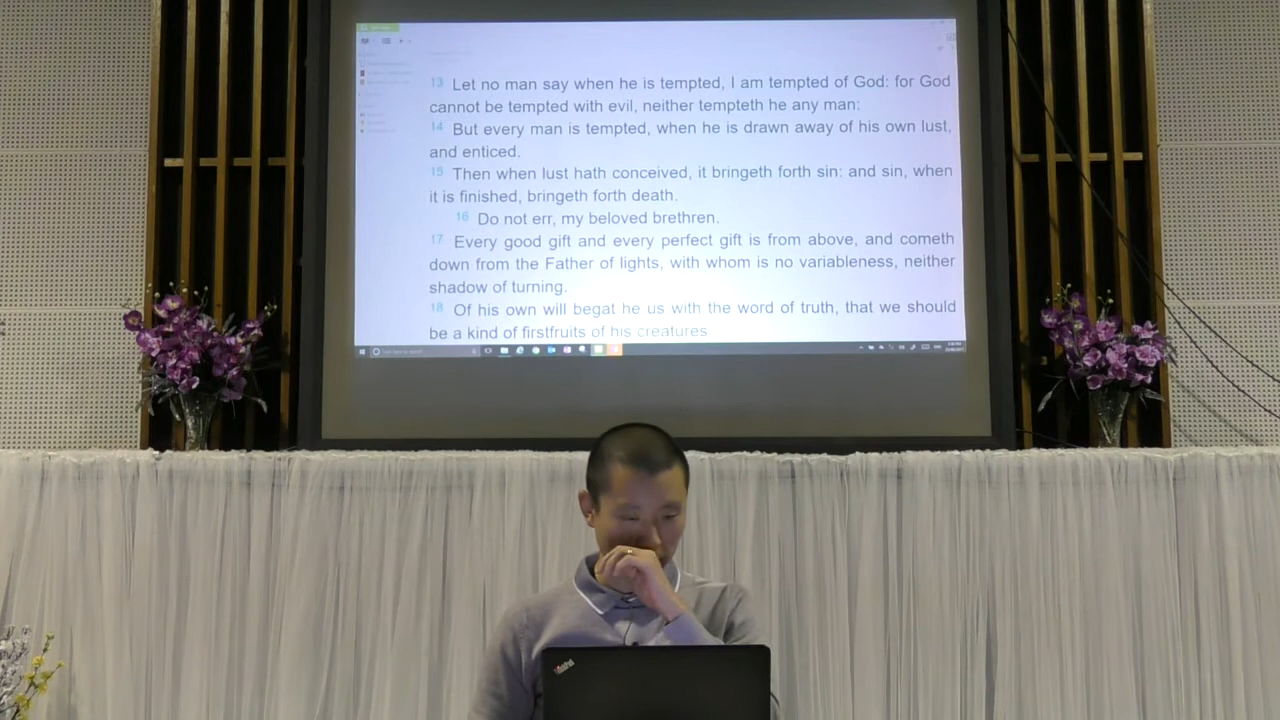 13 Let no man say when he is tempted, I am tempted of God: for God
cannot be tempted with evil, neither tempteth he any man:
14 But every man is tempted, when he is drawn away of his own lust,
and enticed.
15 Then when lust hath conceived, it bringeth forth sin: and sin, when
it is finished, bringeth forth death.
16 Do not err, my beloved brethren.
17 Every good gift and every perfect gift is from above, and cometh
down from the Father of lights, with whom is no variableness, neither
shadow of turning.
18 Of his own will begat he us with the word of truth, that we should
be a kind of firstfruits of his creatures
ThinkPad